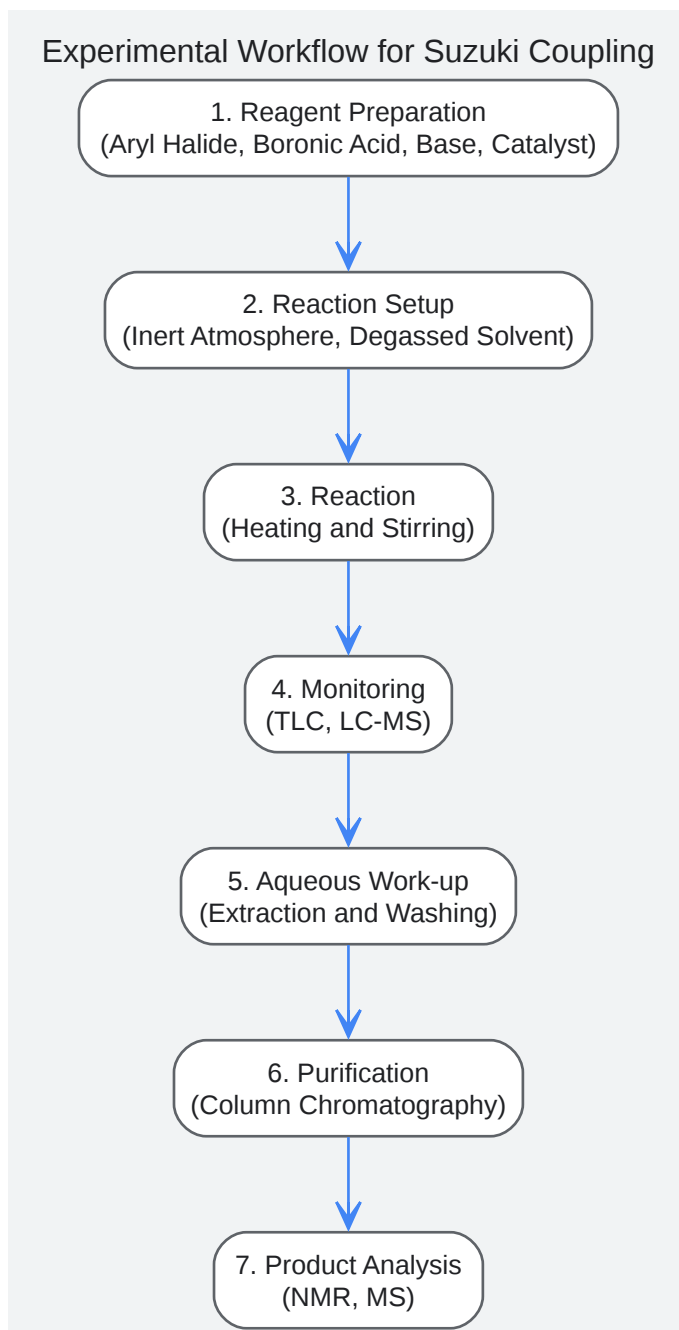 Experimental Workflow for Suzuki Coupling
1. Reagent Preparation
(Aryl Halide, Boronic Acid, Base, Catalyst)
2. Reaction Setup
(Inert Atmosphere, Degassed Solvent)
3. Reaction
(Heating and Stirring)
4. Monitoring
(TLC, LC-MS)
5. Aqueous Work-up
(Extraction and Washing)
6. Purification
(Column Chromatography)
7. Product Analysis
(NMR, MS)